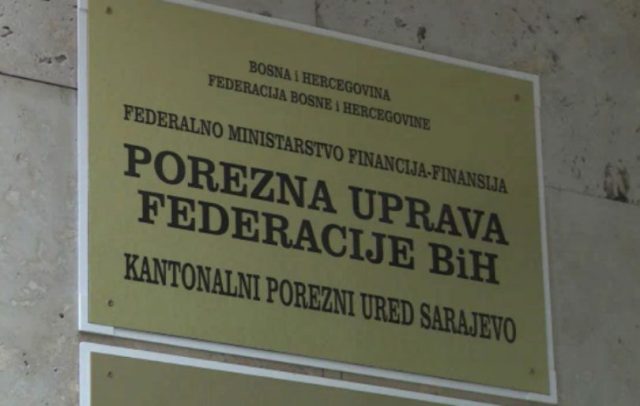 BOSNA i HERCEGOVINA
FEDERACIJA BOSNE i HERCEGOVINE
FEDERALNO MINISTARSTVO FINANCIJA-FINANSIJA
POREZNA UPRAVA
FEDERACIJE BiH
KANTONALNI POREZNI URED SARAJEVO